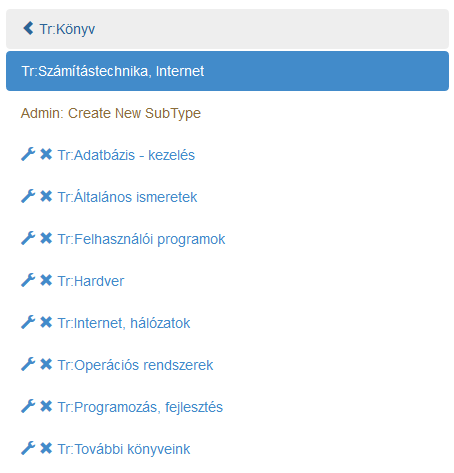 Tr:Könyv
Tr:Számítástechnika, Internet
Admin: Create New SubType
Tr:Adatbázis - kezelés
Tr:Általános ismeretek
Tr:Felhasználói programok
Tr:Hardver
Tr:Internet, hálózatok
Tr:Operációs rendszerek
Tr:Programozás, fejlesztés
Tr:További könyveink